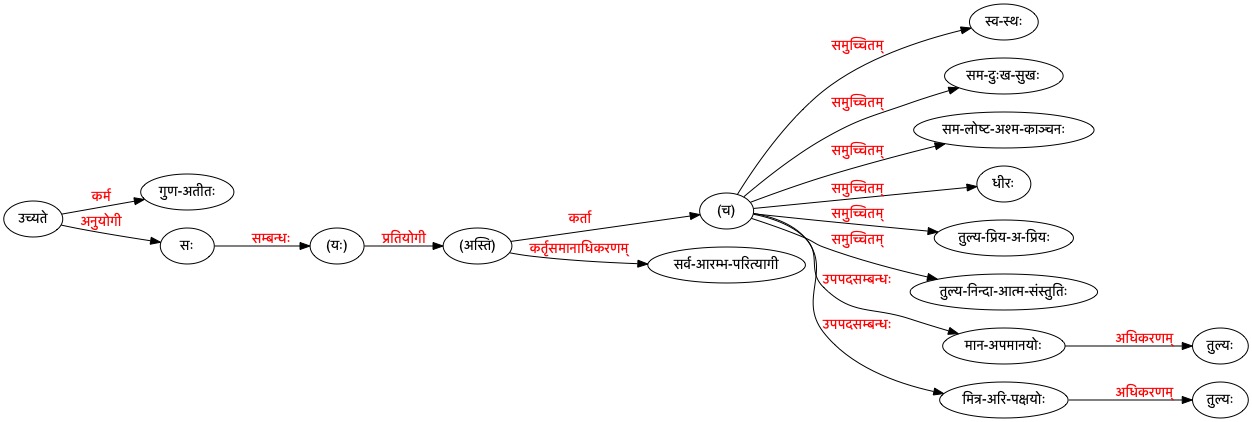 स्व-स्थः
समुच्चितम्
सम-दुःख-सुखः
समुच्चितम्
सम-लोष्ट-अश्म-काञ्चनः
समुच्चितम्
धीरः
समुच्चितम्
गुण-अतीतः
कर्म
उच्यते
अनुयोगी
सः
सम्बन्धः
(यः)
प्रतियोगी
(अस्ति)
कर्ता
(च)
समुच्चितम्
तुल्य-प्रिय-अ-प्रियः
कर्तृसमानाधिकरणम्
सर्व-आरम्भ-परित्यागी
समुच्चितम्
तुल्य-निन्दा-आत्म-संस्तुतिः
उपपदसम्बन्धः
मान-अपमानयोः
अधिकरणम्
तुल्यः
उपपदसम्बन्धः
मित्र-अरि-पक्षयोः
अधिकरणम्
तुल्यः